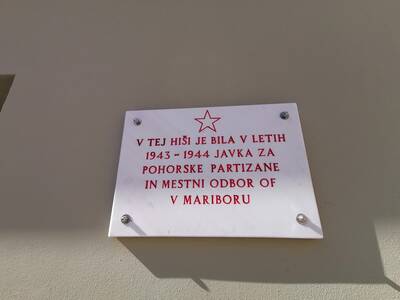 V TEJ HIŠI JE BILA V LETIH
1943 - 1944 JAVKA ZA
POHORSKE PARTIZANE
IN MESTNI ODBOR OF
V MARIBORU